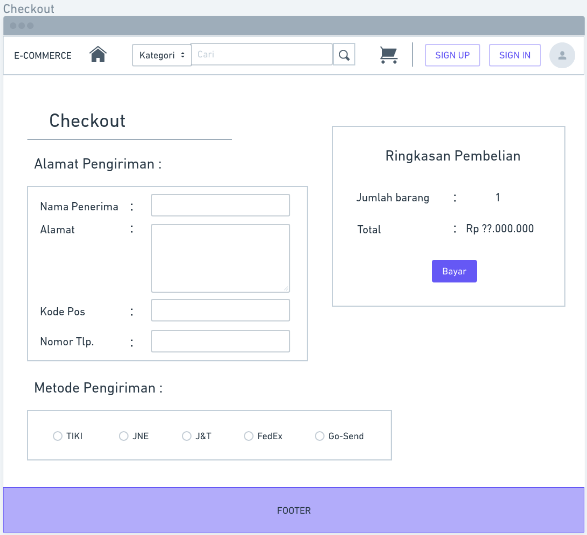 Checkout
E-COMMERCE Kategori Cari SIGN UP SIGN IN
Checkout
Alamat Pengiriman :
Nama Penerima :
Alamat :
Kode Pos :
Nomor Tlp. :
Ringkasan Pembelian
Jumlah barang : 1
Total : Rp ??.000.000
Bayar
Metode Pengiriman :
TIKI JNE J&T FedEx Go-Send
FOOTER